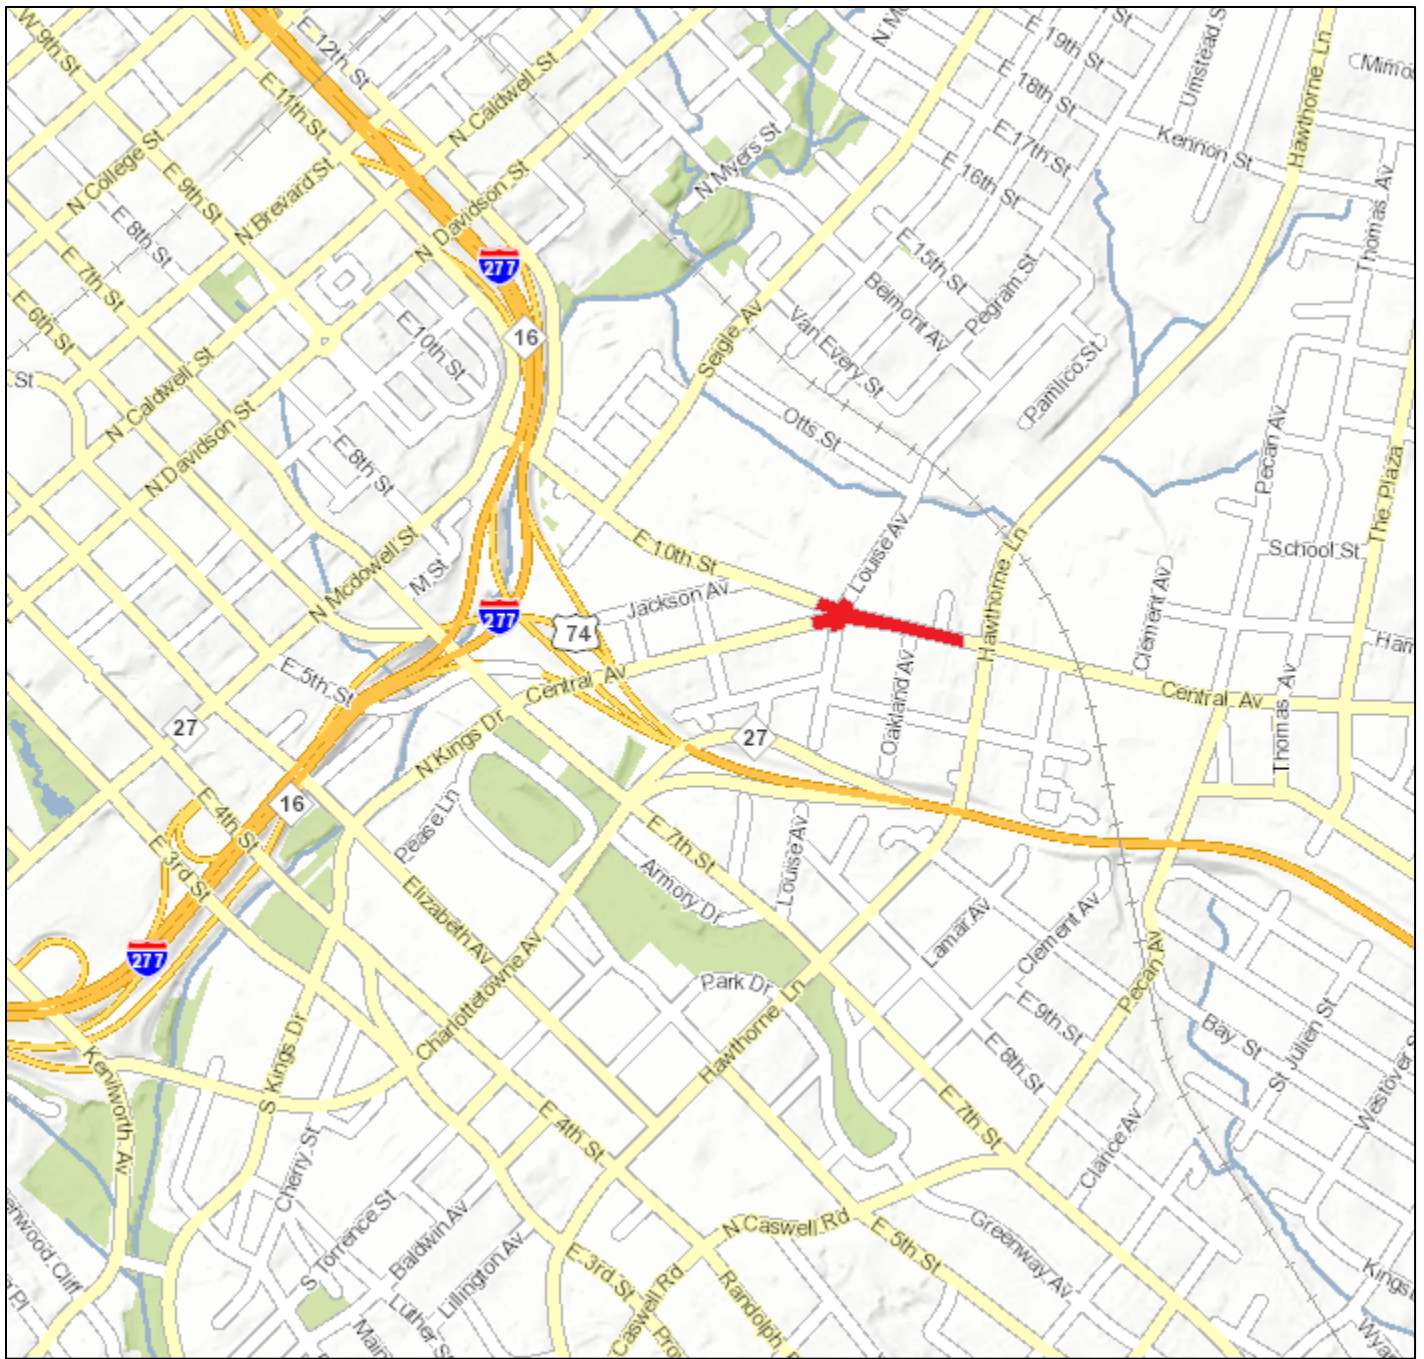 W 9th St
E 12th St
E 11th St
N Caldwell St
E 19th St
Umstead S
Hawthorne Ln
E 18th St
E 17th St
Kennon St
N College St
E 9th St
N Brevard St
N Myers St
E 16th St
Thomas Av
E 8th St
N Davidson St
E 7th St
277
E 15th St
Belmont Av
Pegram St
E 6th St
16
E 10th St
Seigle Av
Van Every St
Pamlico St
St
N Caldwell St
N Davidson St
Otts St
Pecan Av
The Plaza
E 8th St
N Mcdowell St
M St
E 10th St
Louise Av
Hawthorne Ln
School St
Clement Av
Jackson Av
277
74
Ham
E 5th St
Central Av
Oakland Av
Central Av
Thomas Av
27
N Kings Dr
27
16
E 4th St
E 3rd St
Pease Ln
E 7th St
Louise Av
Armory Dr
Elizabeth Av
Lamar Av
Clement Av
277
Charlottetowne Av
Park Dr
Hawthorne Ln
Pecan Av
E 9th St
E 8th St
Bay St
St Julien St
Westover S
Kenilworth Av
S Kings Dr
E 4th St
E 7th St
Clarice Av
Cherry St
S Torrence St
Baldwin Av
Lillington Av
N Caswell Rd
E 5th St
Greenway Av
enwood Cliff
E 3rd St
Caswell Rd
Randolph
Luther S
Main
Pro
Kings
Pl